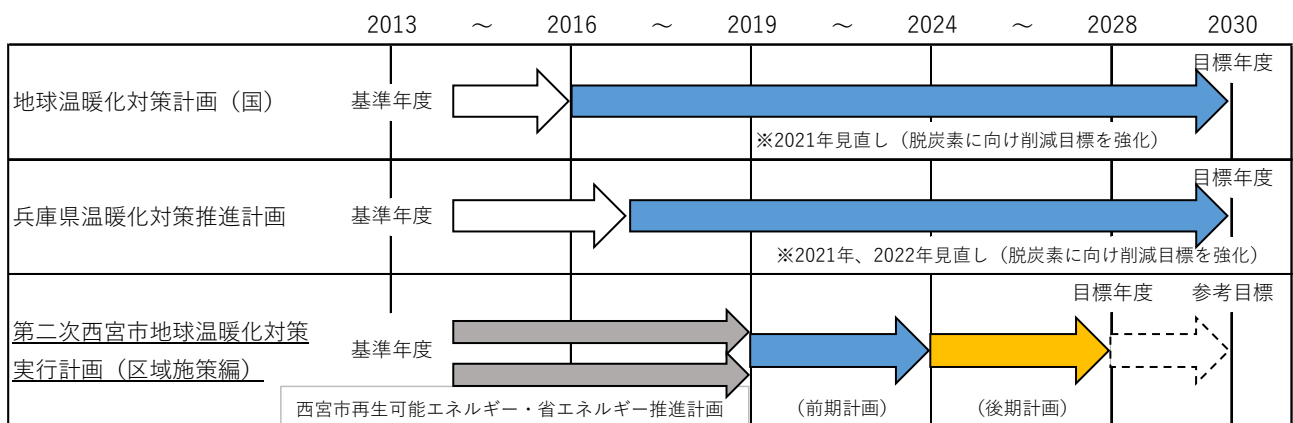 2013 ～ 2016 ～ 2019 ～ 2024 ～ 2028 2030
目標年度
地球温暖化対策計画（国） 基準年度
※2021年見直し（脱炭素に向け削減目標を強化）
目標年度
兵庫県温暖化対策推進計画 基準年度
※2021年、2022年見直し（脱炭素に向け削減目標を強化）
目標年度 参考目標
第二次西宮市地球温暖化対策
実行計画（区域施策編） 基準年度
西宮市再生可能エネルギー・省エネルギー推進計画 （前期計画） （後期計画）